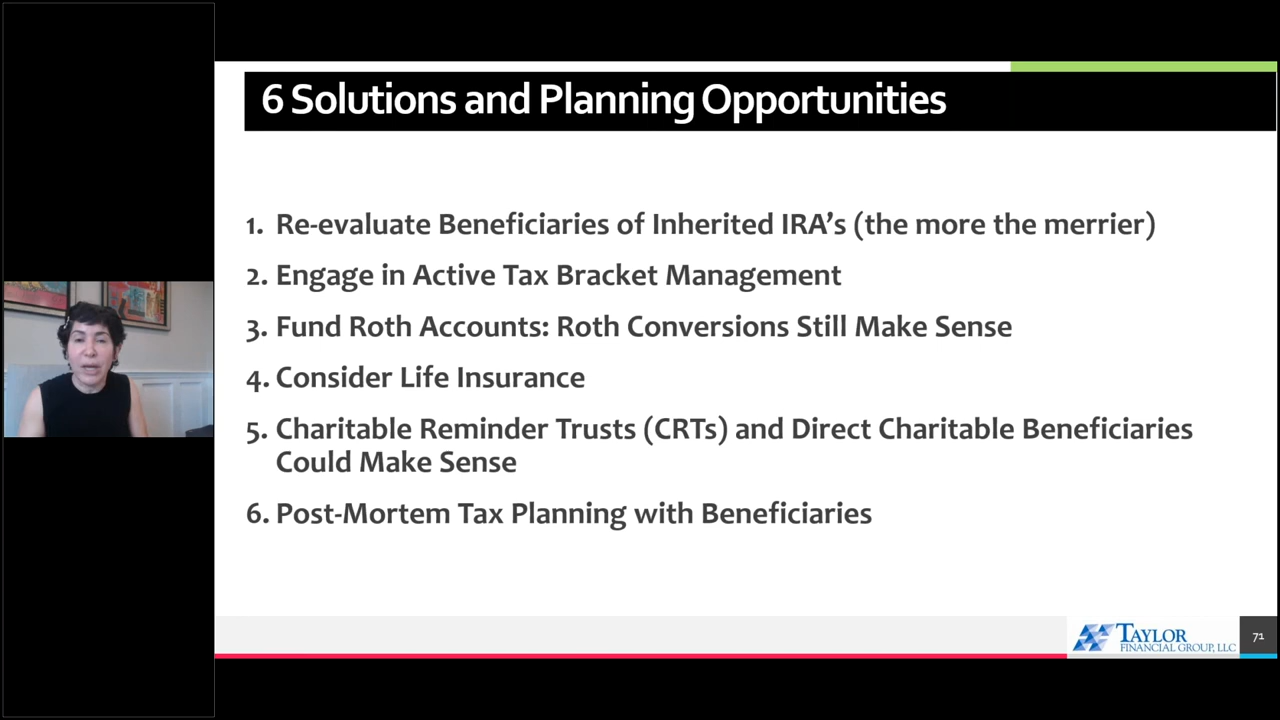 6 Solutions and Planning Opportunities
1. Re-evaluate Beneficiaries of Inherited IRA’s (the more the merrier)
2. Engage in Active Tax Bracket Management
3. Fund Roth Accounts: Roth Conversions Still Make Sense
4. Consider Life Insurance
5. Charitable Reminder Trusts (CRTs) and Direct Charitable Beneficiaries
Could Make Sense
6. Post-Mortem Tax Planning with Beneficiaries
TAYLOR
FINANCIAL GROUP, LLC
71